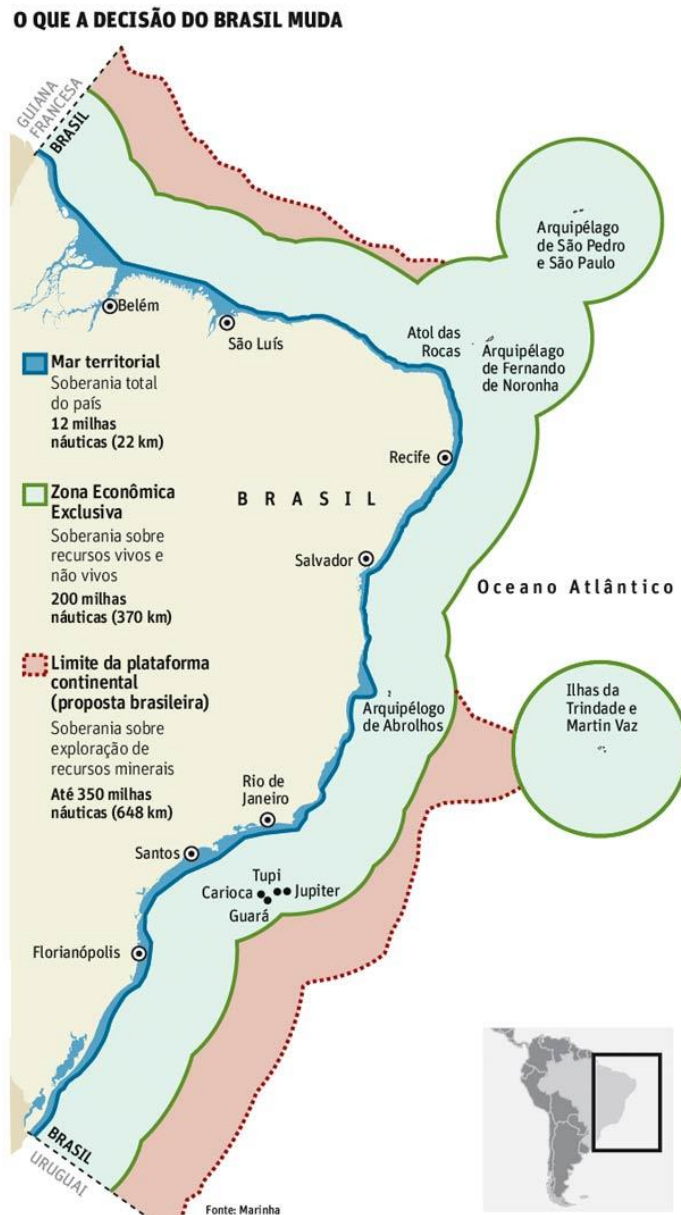 O QUE A DECISÃO DO BRASIL MUDA
GUIANA
FRANCESA
BRASIL
Arquipélago
de São Pedro
e São Paulo
Belém
São Luís
Atol das
Rocas
Arquipélago
de Fernando
de Noronha
Mar territorial
Soberania total
do país
12 milhas
náuticas (22 km)
Recife
BRASIL
Zona Econômica
Exclusiva
Soberania sobre
recursos vivos e
não vivos
200 milhas
náuticas (370 km)
Salvador
Oceano Atlântico
Limite da plataforma
continental
(proposta brasileira)
Soberania sobre
exploração de
recursos minerais
Até 350 milhas
náuticas (648 km)
Arquipélogo
de Abrolhos
Ilhas da
Trindade e
Martin Vaz
Rio de
Janeiro
Santos
Tupi
Carioca
Jupiter
Guará
Florianópolis
BRASIL
URUGUAI
Fonte: Marinha